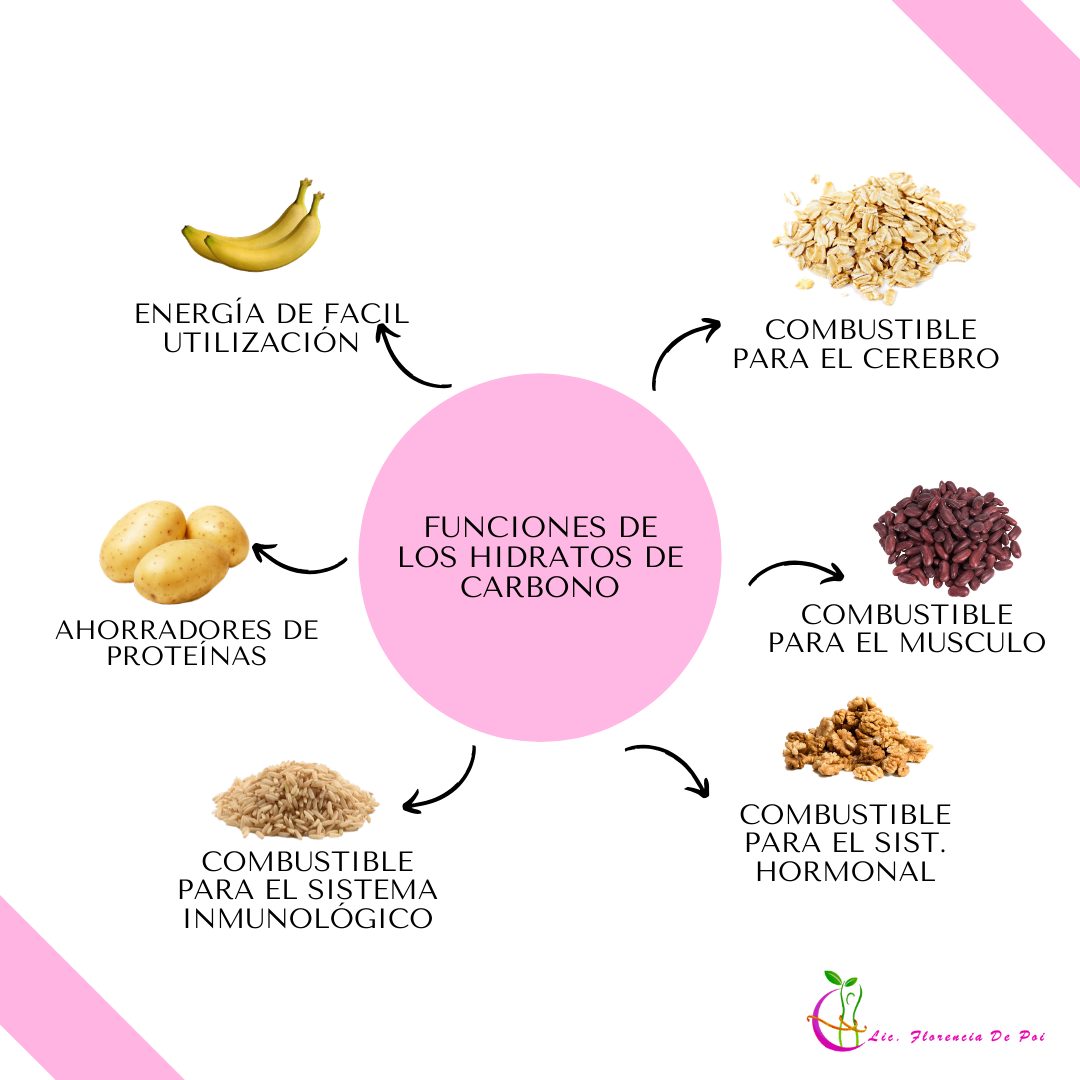 ENERGÍA DE FACIL
UTILIZACIÓN
COMBUSTIBLE
PARA EL CEREBRO
FUNCIONES DE
LOS HIDRATOS DE
CARBONO
AHORRADORES DE
PROTEÍNAS
COMBUSTIBLE
PARA EL MUSCULO
COMBUSTIBLE
PARA EL SISTEMA
INMUNOLÓGICO
COMBUSTIBLE
PARA EL SIST.
HORMONAL
Lic. Florencia De Poi